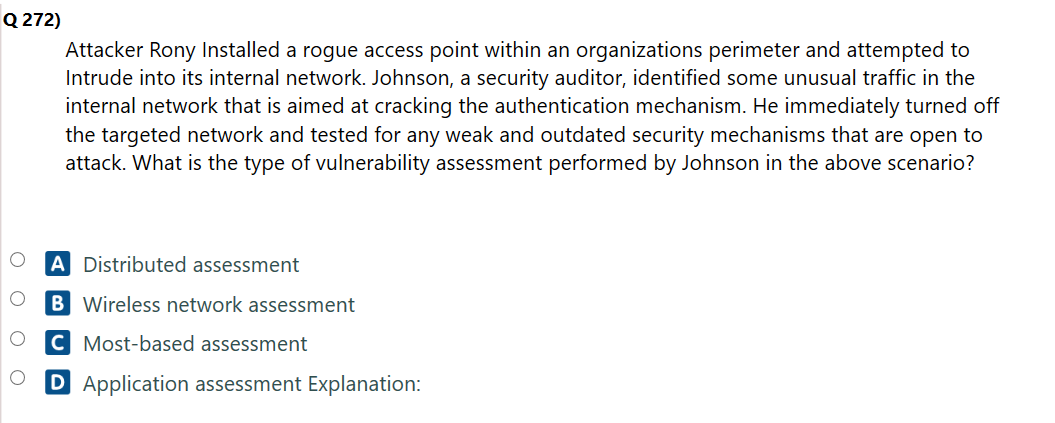 Q 272)
Attacker Rony Installed a rogue access point within an organizations perimeter and attempted to
Intrude into its internal network. Johnson, a security auditor, identified some unusual traffic in the
internal network that is aimed at cracking the authentication mechanism. He immediately turned off
the targeted network and tested for any weak and outdated security mechanisms that are open to
attack. What is the type of vulnerability assessment performed by Johnson in the above scenario?
A Distributed assessment
B Wireless network assessment
C Most-based assessment
D Application assessment Explanation: